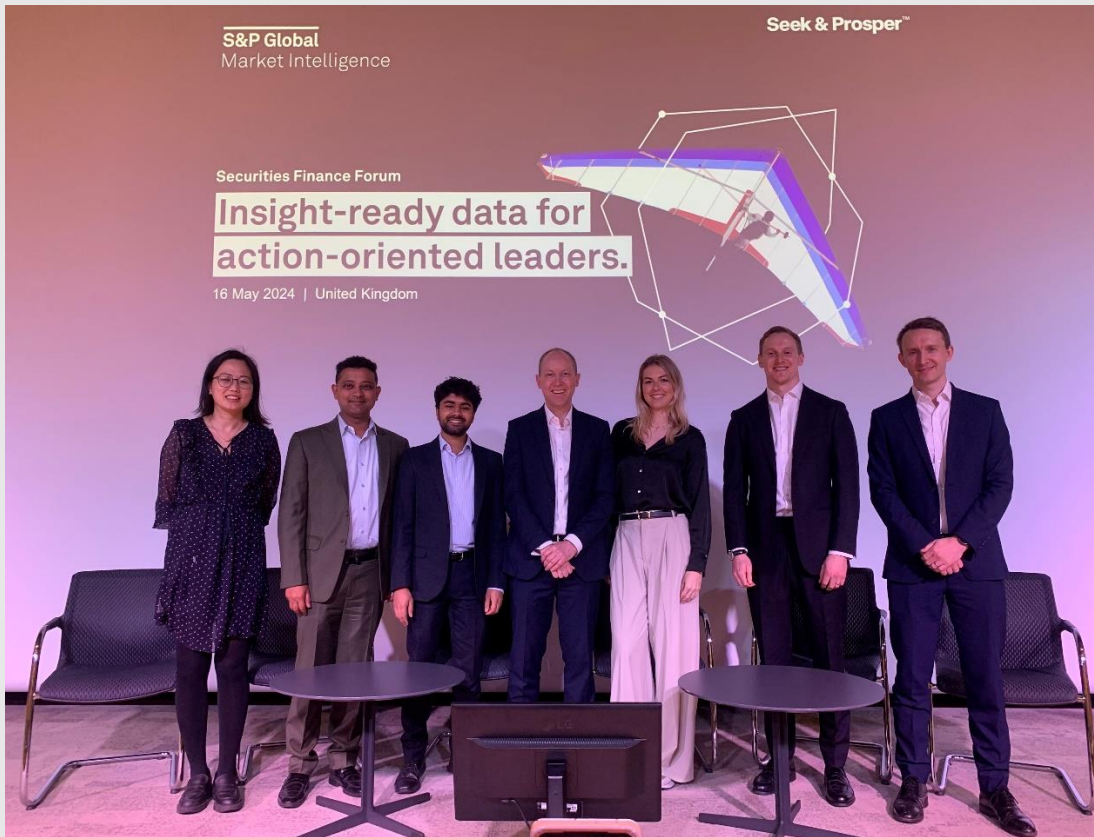 S&P Global
Market Intelligence
Seek & Prosper™
Securities Finance Forum
Insight-ready data for
action-oriented leaders.
16 May 2024 | United Kingdom
LG